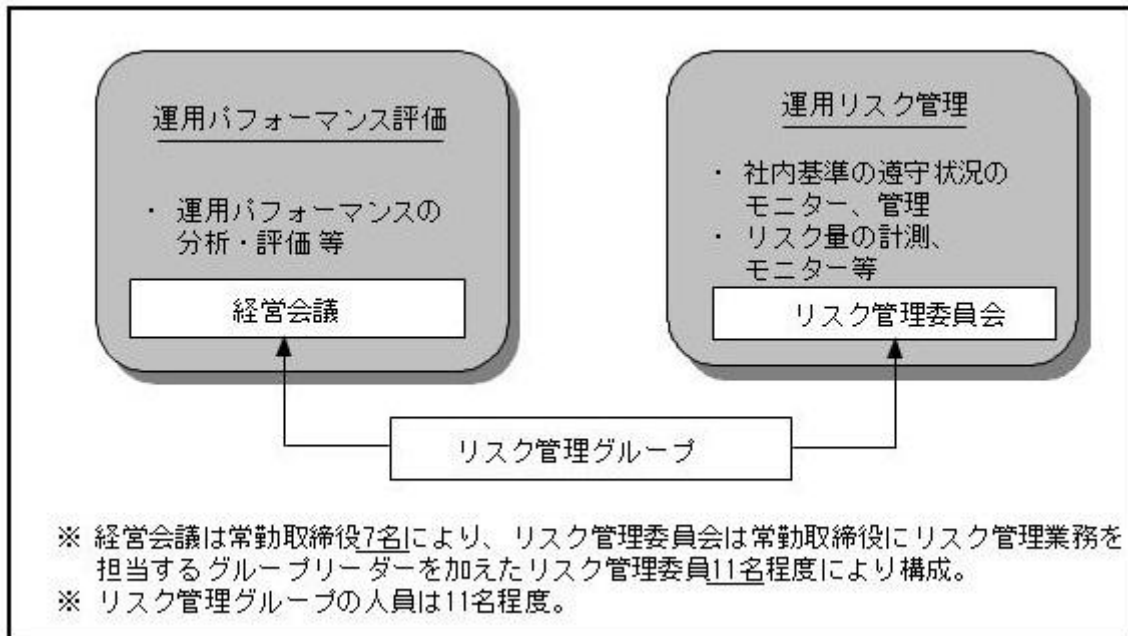 運用パフォーマンス評価
・ 運用パフォーマンスの
分析・評価 等
経営会議
運用リスク管理
・ 社内基準の遵守状況の
モニター、管理
・ リスク量の計測、
モニター等
リスク管理委員会
リスク管理グループ
※ 経営会議は常勤取締役7名により、リスク管理委員会は常勤取締役にリスク管理業務を
担当するグループリーダーを加えたリスク管理委員11名程度により構成。
※ リスク管理グループの人員は11名程度。